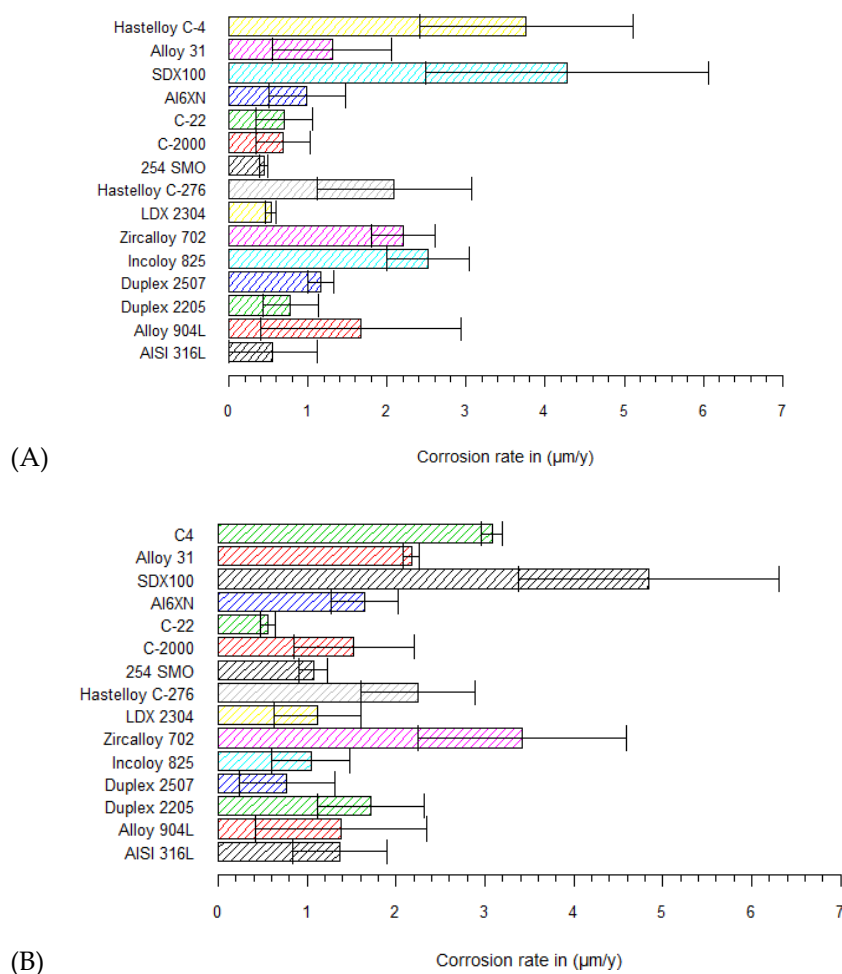 Hastelloy C-4
Alloy 31
SDX100
Al6XN
C-22
C-2000
254 SMO
Hastelloy C-276
LDX 2304
Zircalloy 702
Incoloy 825
Duplex 2507
Duplex 2205
Alloy 904L
AISI 316L
0 1 2 3 4 5 6 7
(A) Corrosion rate in (µm/y)
C4
Alloy 31
SDX100
Al6XN
C-22
C-2000
254 SMO
Hastelloy C-276
LDX 2304
Zircalloy 702
Incoloy 825
Duplex 2507
Duplex 2205
Alloy 904L
AISI 316L
0 1 2 3 4 5 6 7
(B) Corrosion rate in (µm/y)